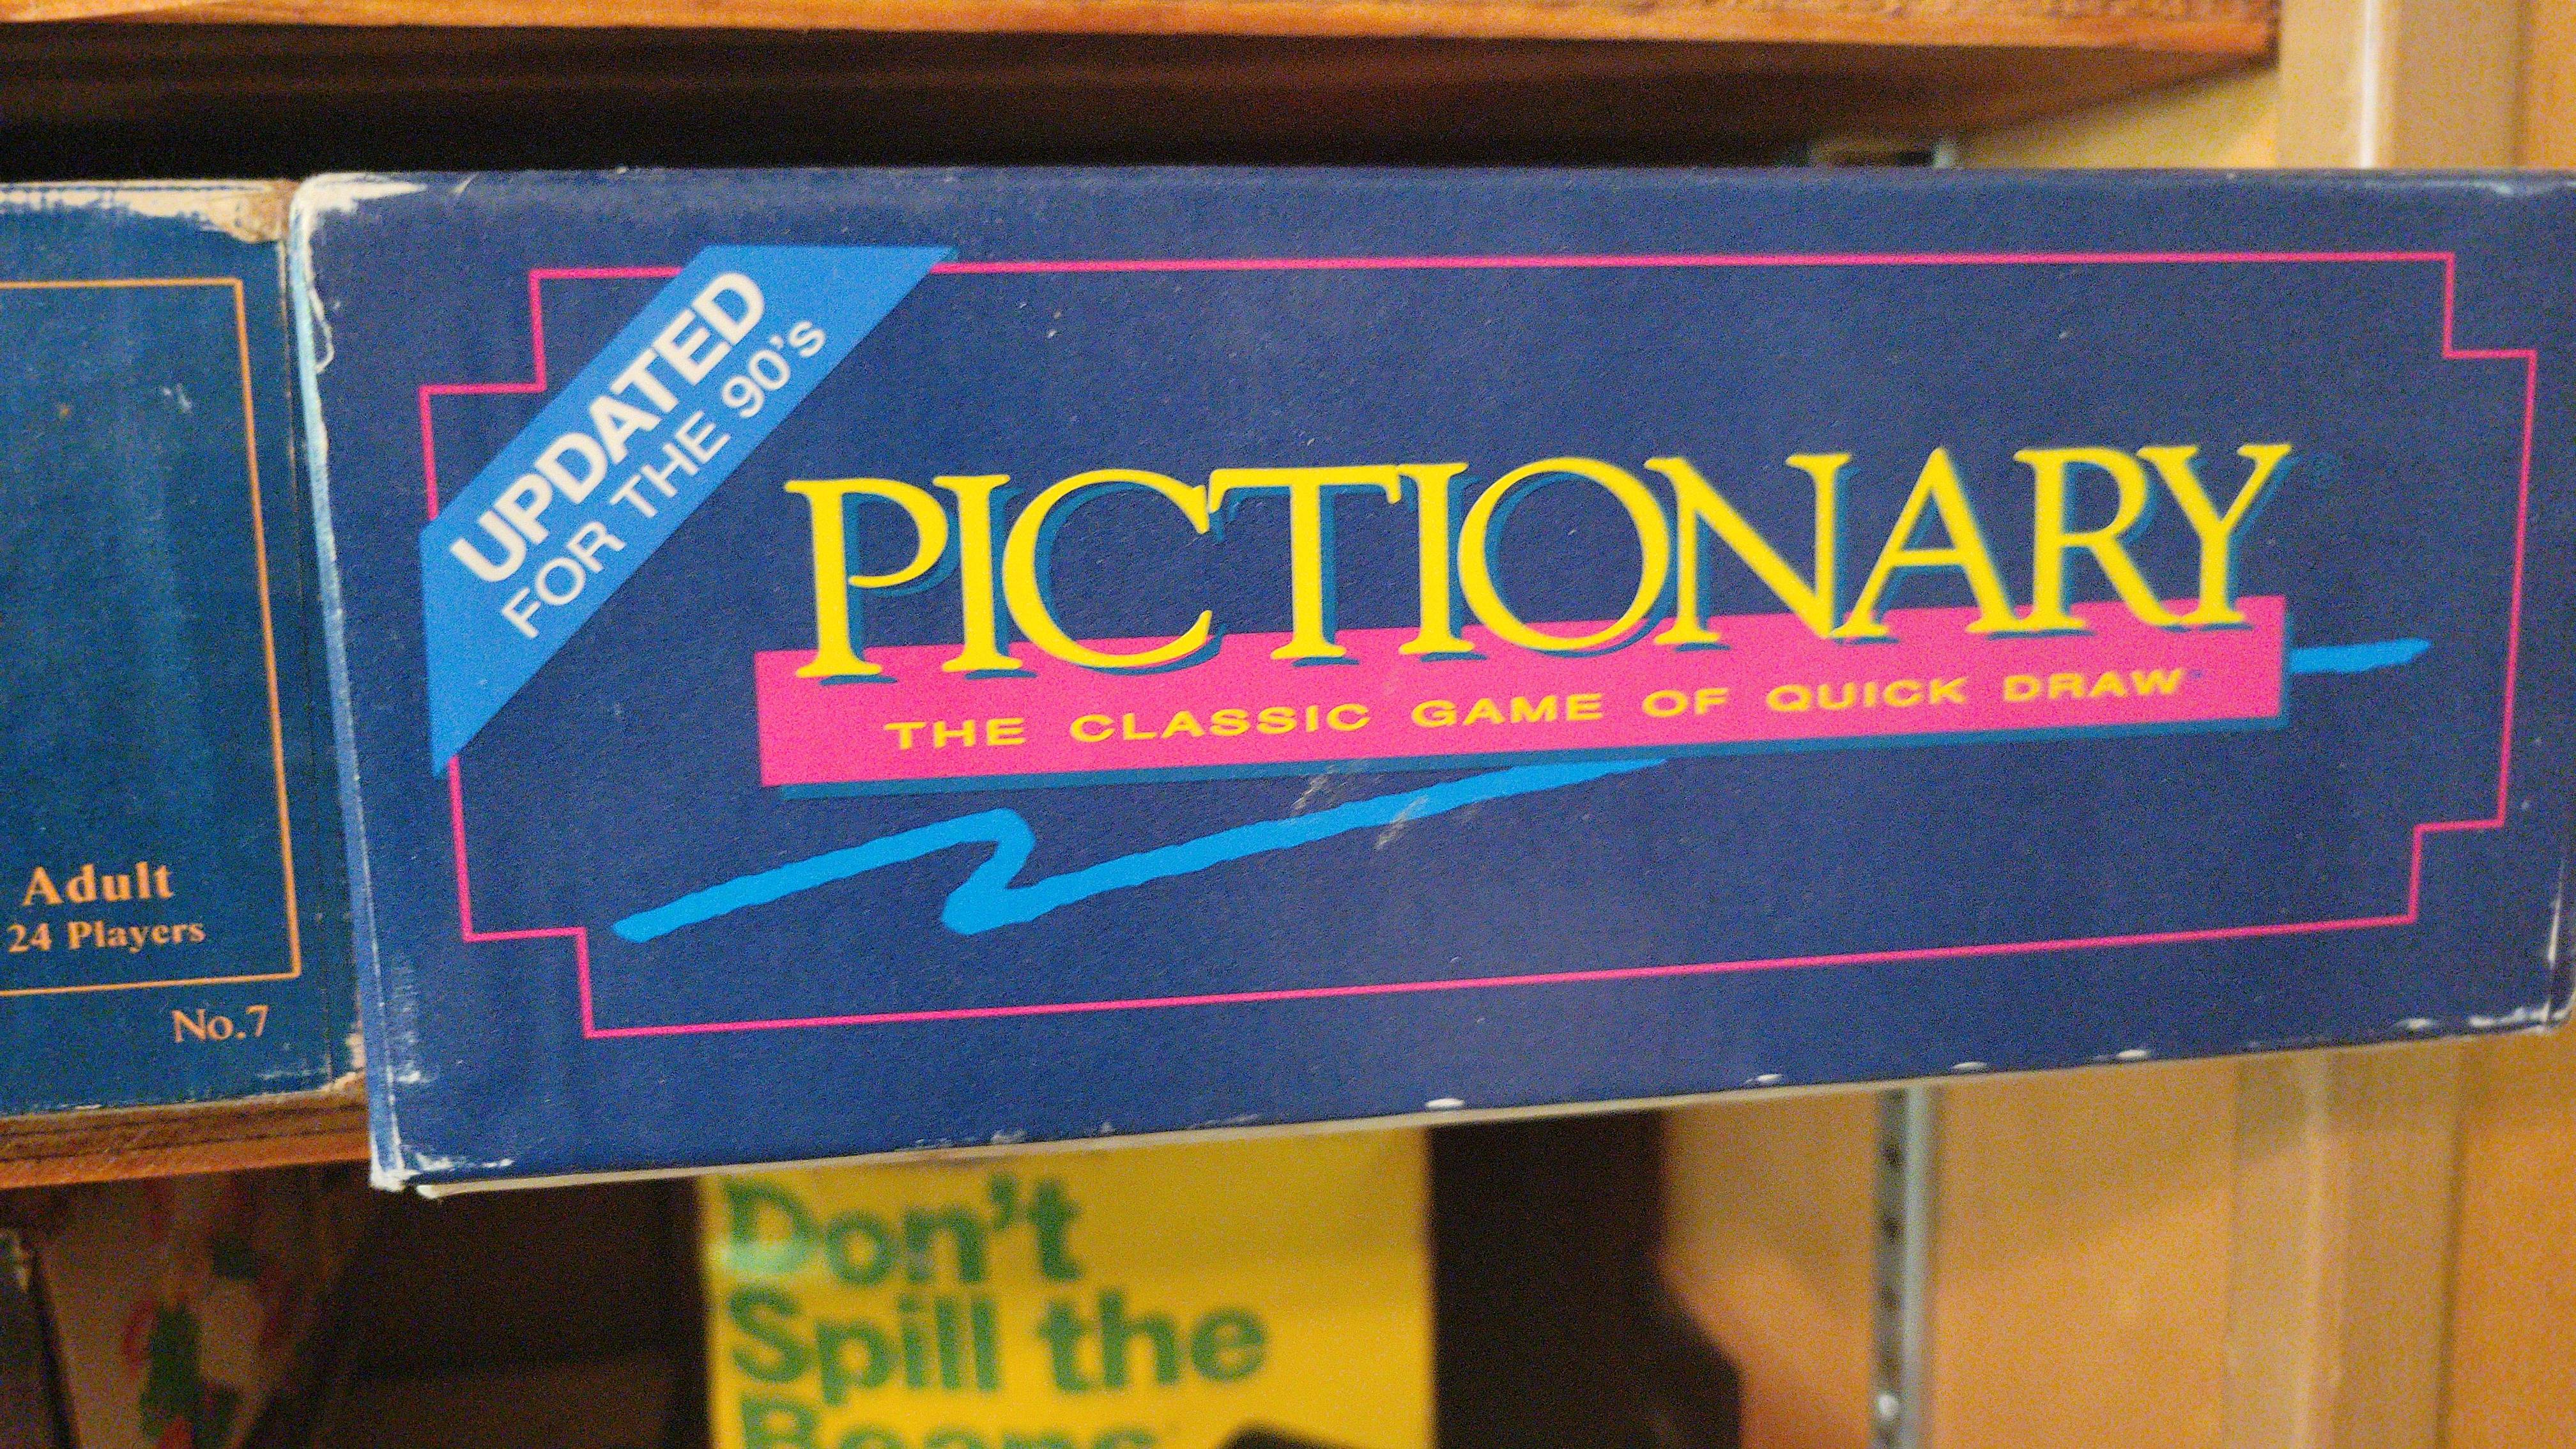 UPDATED
FOR THE 90's
PICTIONARY
THE CLASSIC GAME OF QUICK DRAW
Adult
24 Players
No.7
Don't
Spill the
Beans